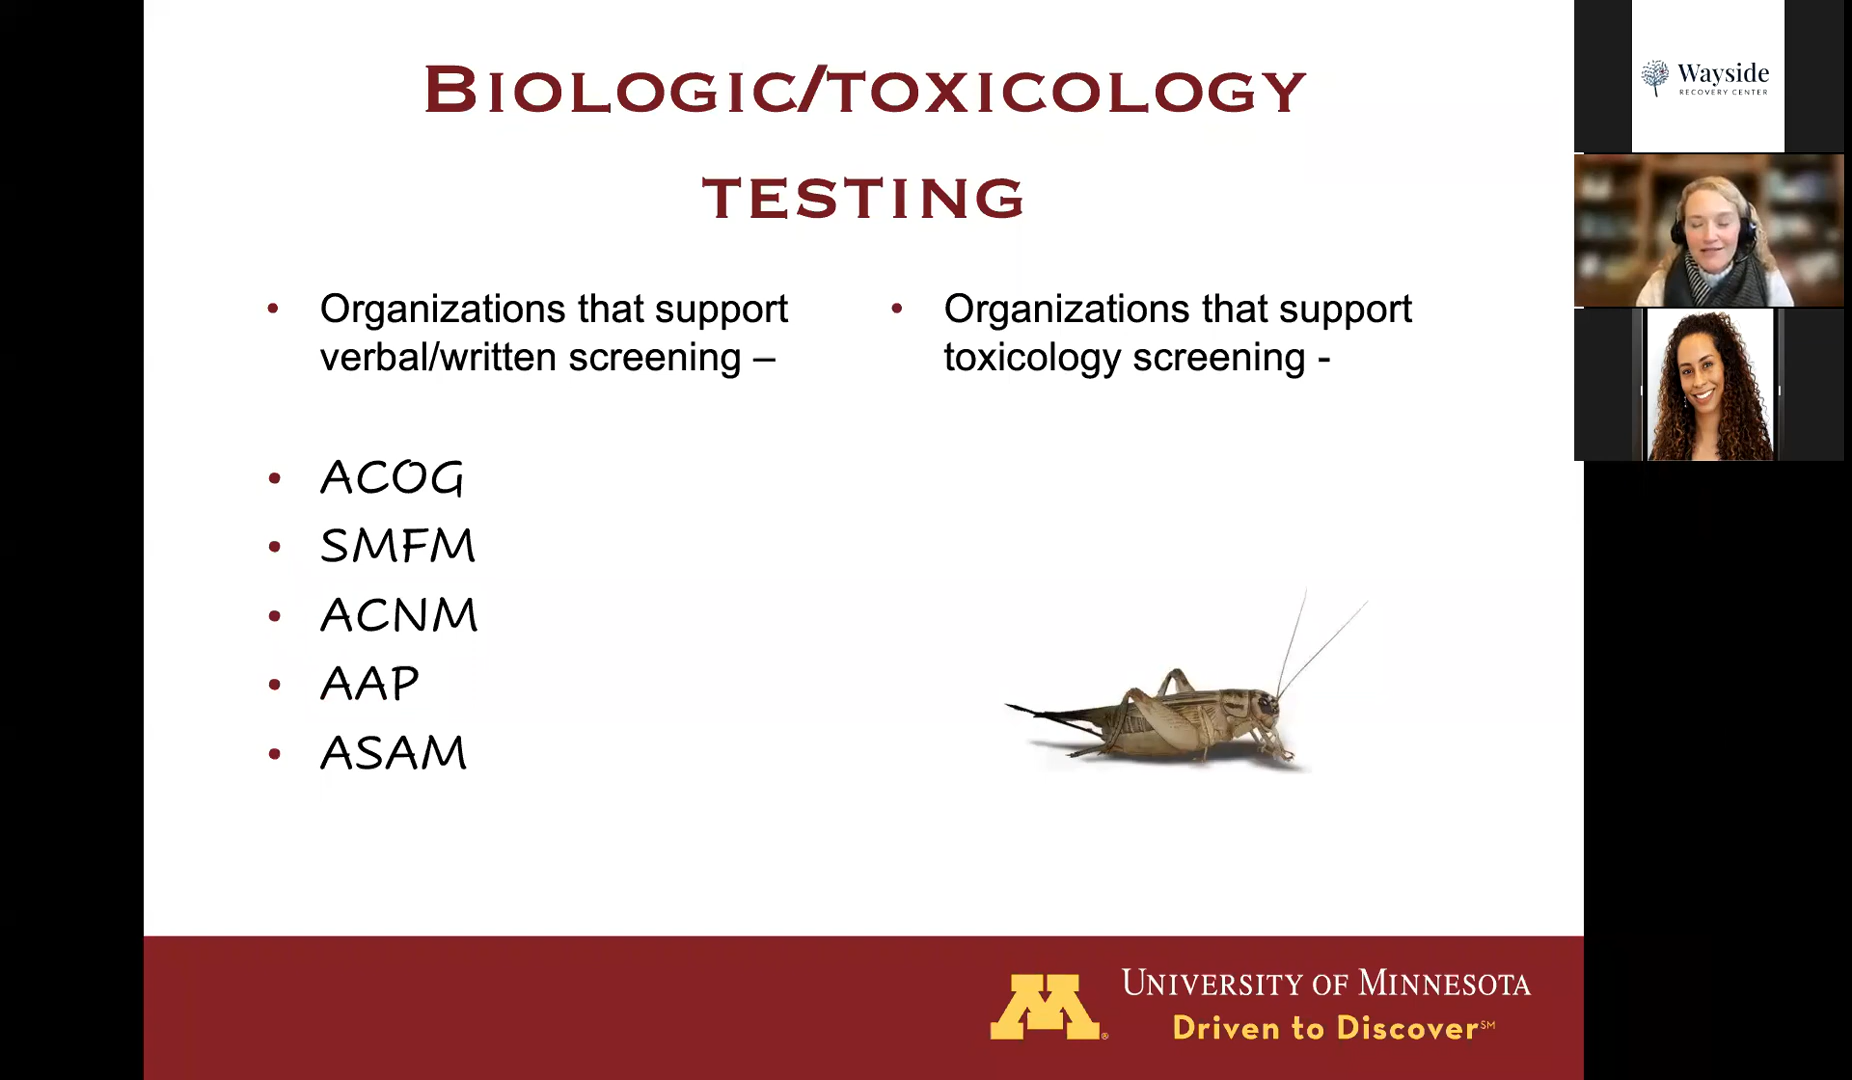 BIOLOGIC/TOXICOLOGY
TESTING
• Organizations that support
verbal/written screening –
• ACOG
• SMFM
• ACNM
• AAP
• ASAM
• Organizations that support
toxicology screening -
UNIVERSITY OF MINNESOTA
Driven to Discover℠
M®
Wayside
RECOVERY CENTER